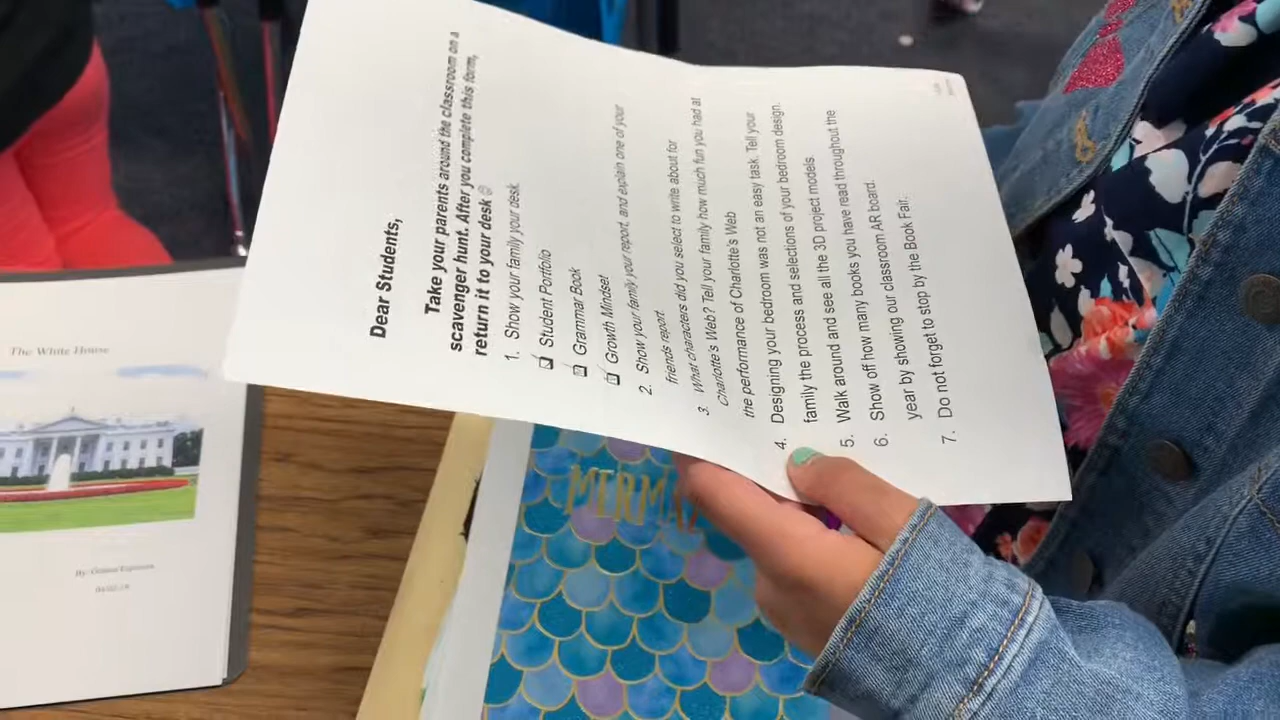 Dear Students,
Take your parents around the classroom on a
scavenger hunt. After you complete this form,
return it to your desk ☺
1. Show your family your desk.
Student Portfolio
Grammar Book
Growth Mindset
2. Show your family your report, and explain one of your
friends report.
3. What characters did you select to write about for
Charlotte's Web? Tell your family how much fun you had at
the performance of Charlotte's Web
4. Designing your bedroom was not an easy task. Tell your
family the process and selections of your bedroom design.
5. Walk around and see all the 3D project models
6. Show off how many books you have read throughout the
year by showing our classroom AR board.
7. Do not forget to stop by the Book Fair.
The White House
By:
MERMA